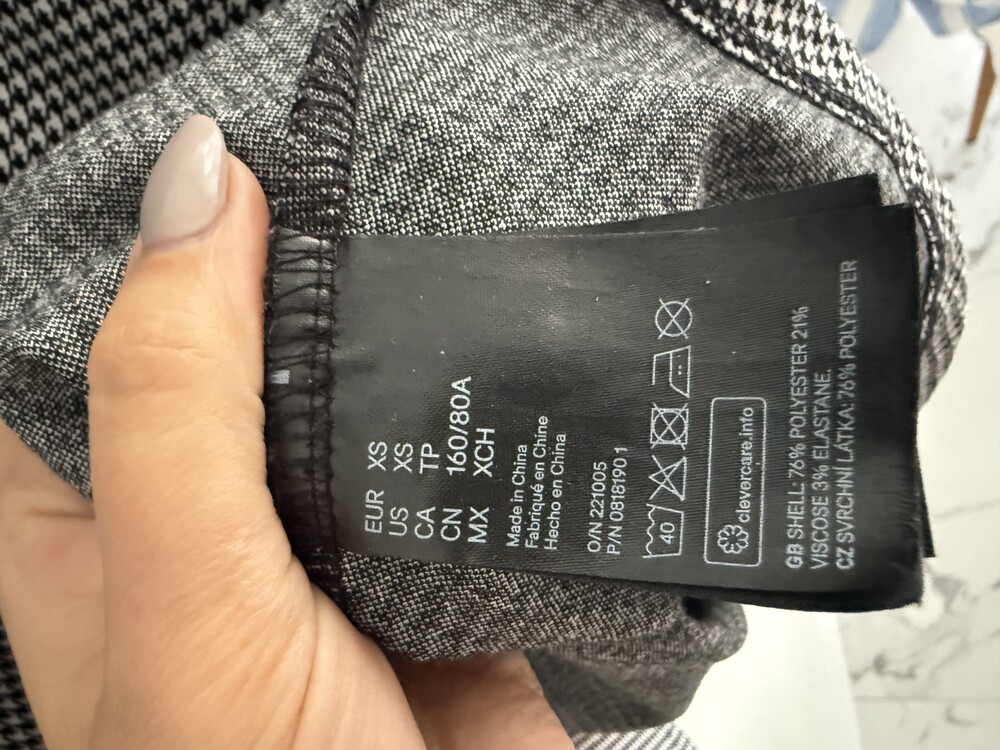 EUR XS
US XS
CA TP
CN 160/80A
MX XCH
Made in China
Fabriqué en Chine
Hecho en China
O/N 221005
P/N 0818190 1
40
clevercare.info
GB SHELL: 76% POLYESTER 21%
VISCOSE 3% ELASTANE.
CZ SVRCHNÍ LÁTKA: 76% POLYESTER